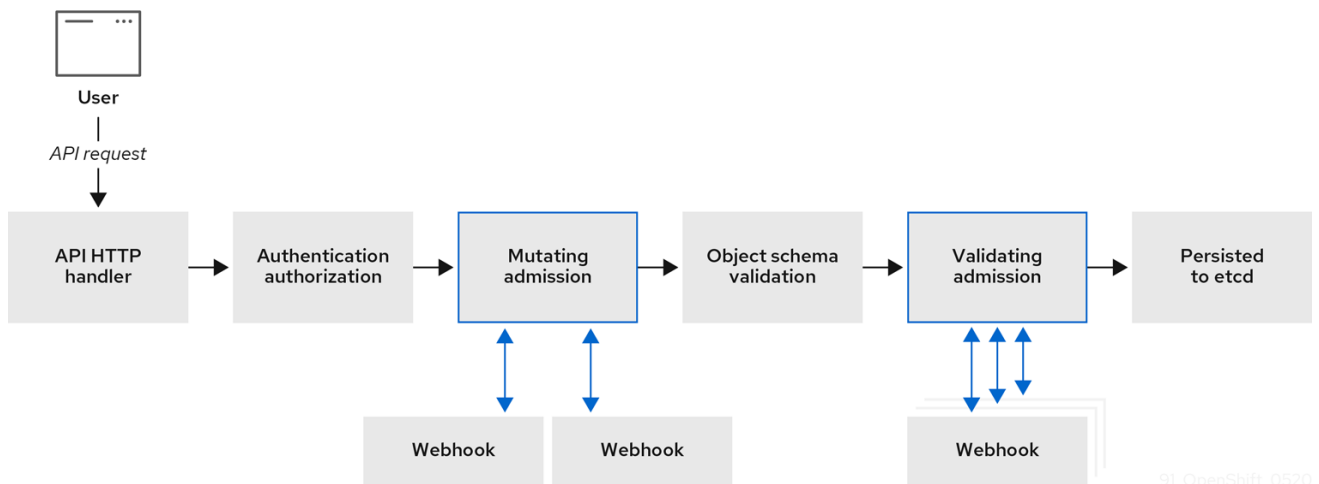 User
API request
API HTTP
handler
Authentication
authorization
Mutating
admission
Object schema
validation
Validating
admission
Persisted
to etcd
Webhook
Webhook
Webhook
91_OpenShift_0520